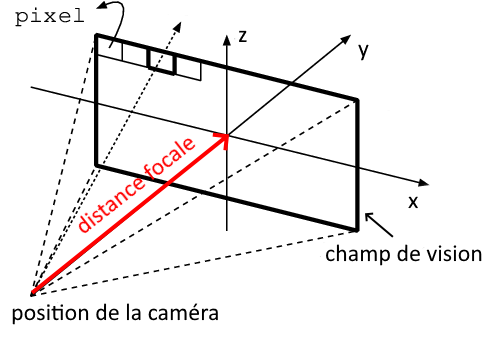 pixel
z
y
distance focale
x
champ de vision
position de la caméra